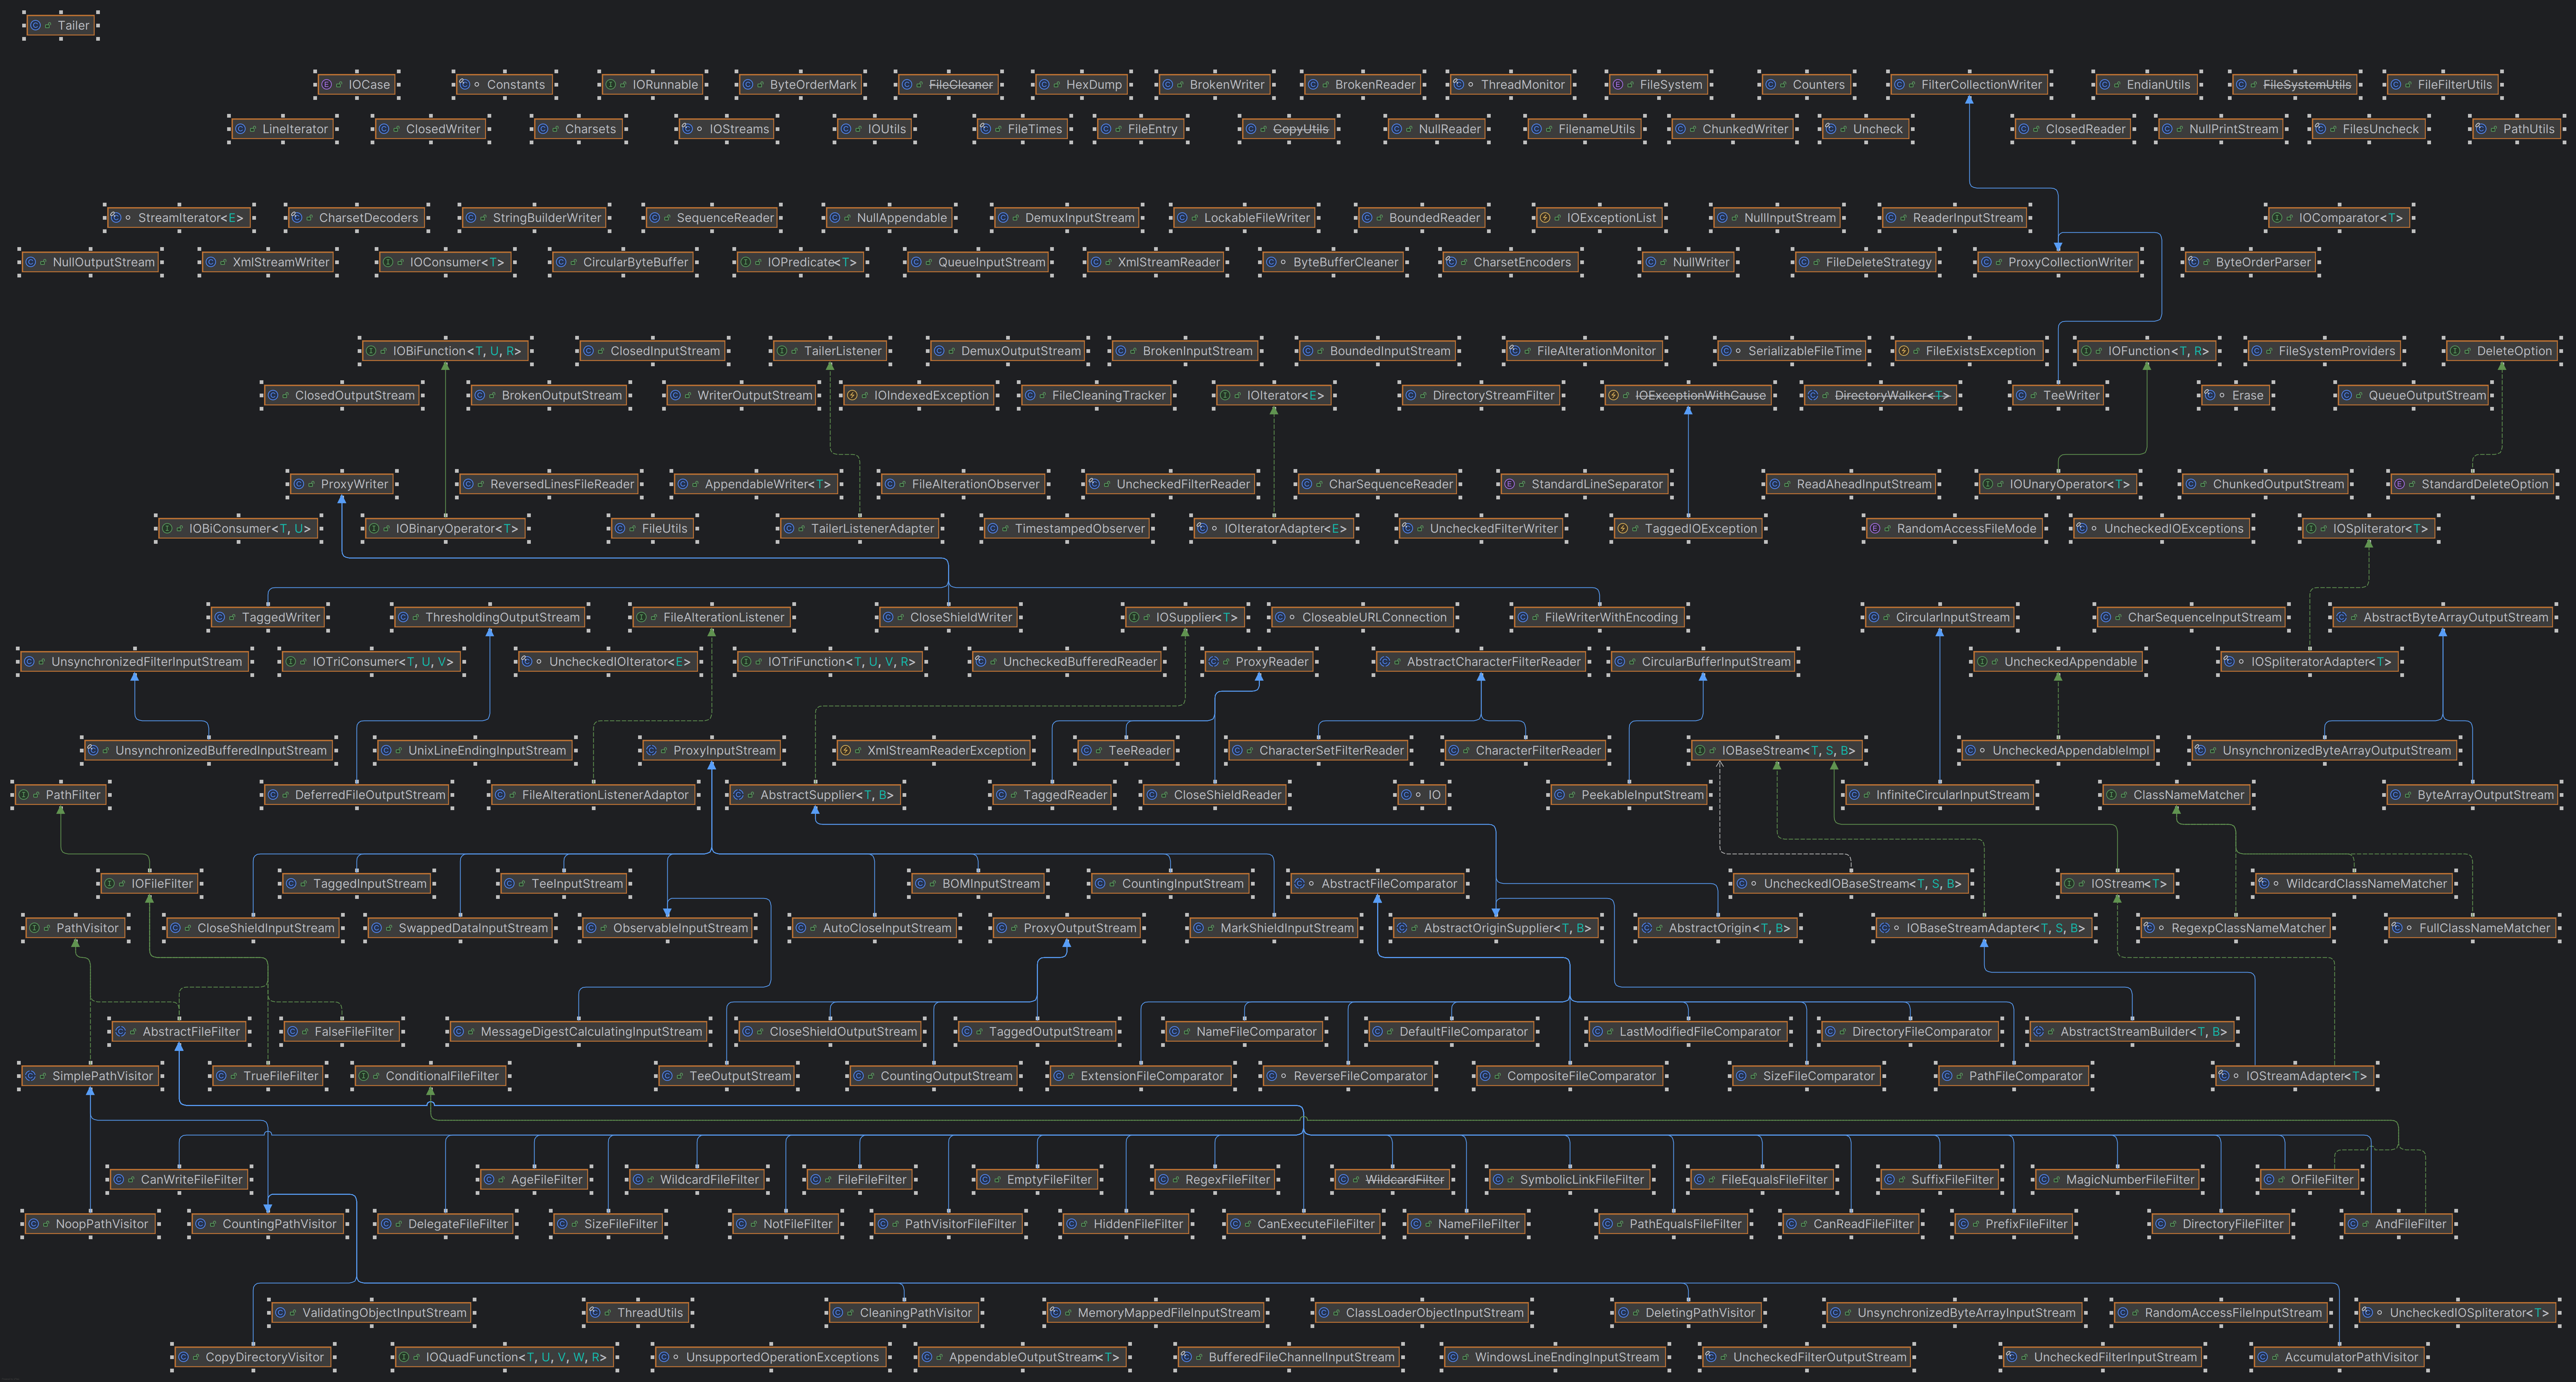 Tailer
IOCase Constants IORunnable ByteOrderMark FileCleaner HexDump BrokenWriter BrokenReader ThreadMonitor FileSystem Counters FilterCollectionWriter EndianUtils FileSystemUtils FileFilterUtils
LineIterator ClosedWriter Charsets IOStreams IOUtils FileTimes FileEntry CopyUtils NullReader FilenameUtils ChunkedWriter Uncheck ClosedReader NullPrintStream FilesUncheck PathUtils
StreamIterator<E> CharsetDecoders StringBuilderWriter SequenceReader NullAppendable DemuxInputStream LockableFileWriter BoundedReader IOExceptionList NullInputStream ReaderInputStream IOComparator<T>
NullOutputStream XmlStreamWriter IOConsumer<T> CircularByteBuffer IOPredicate<T> QueueInputStream XmlStreamReader ByteBufferCleaner CharsetEncoders NullWriter FileDeleteStrategy ProxyCollectionWriter ByteOrderParser
IOBiFunction<T, U, R> ClosedInputStream TailerListener DemuxOutputStream BrokenInputStream BoundedInputStream FileAlterationMonitor SerializableFileTime FileExistsException IOFunction<T, R> FileSystemProviders DeleteOption
ClosedOutputStream BrokenOutputStream WriterOutputStream IOIndexedException FileCleaningTracker IOIterator<E> DirectoryStreamFilter IOExceptionWithCause DirectoryWalker<T> TeeWriter Erase QueueOutputStream
ProxyWriter ReversedLinesFileReader AppendableWriter<T> FileAlterationObserver UncheckedFilterReader CharSequenceReader StandardLineSeparator ReadAheadInputStream IOUnaryOperator<T> ChunkedOutputStream StandardDeleteOption
IOBiConsumer<T, U> IOBinaryOperator<T> FileUtils TailerListenerAdapter TimestampedObserver IOIteratorAdapter<E> UncheckedFilterWriter TaggedIOException RandomAccessFileMode UncheckedIOExceptions IOSpliterator<T>
TaggedWriter ThresholdingOutputStream FileAlterationListener CloseShieldWriter IOSupplier<T> CloseableURLConnection FileWriterWithEncoding CircularInputStream CharSequenceInputStream AbstractByteArrayOutputStream
UnsynchronizedFilterInputStream IOTriConsumer<T, U, V> UncheckedIOIterator<E> IOTriFunction<T, U, V, R> UncheckedBufferedReader ProxyReader AbstractCharacterFilterReader CircularBufferInputStream UncheckedAppendable IOSpliteratorAdapter<T>
UnsynchronizedBufferedInputStream UnixLineEndingInputStream ProxyInputStream XmlStreamReaderException TeeReader CharacterSetFilterReader CharacterFilterReader IOBaseStream<T, S, B> UncheckedAppendableImpl UnsynchronizedByteArrayOutputStream
PathFilter DeferredFileOutputStream FileAlterationListenerAdaptor AbstractSupplier<T, B> TaggedReader CloseShieldReader IO PeekableInputStream InfiniteCircularInputStream ClassNameMatcher ByteArrayOutputStream
IOFileFilter TaggedInputStream TeeInputStream BOMInputStream CountingInputStream AbstractFileComparator UncheckedIOBaseStream<T, S, B> IOStream<T> WildcardClassNameMatcher
PathVisitor CloseShieldInputStream SwappedDataInputStream ObservableInputStream AutoCloseInputStream ProxyOutputStream MarkShieldInputStream AbstractOriginSupplier<T, B> AbstractOrigin<T, B> IOBaseStreamAdapter<T, S, B> RegexpClassNameMatcher FullClassNameMatcher
AbstractFileFilter FalseFileFilter MessageDigestCalculatingInputStream CloseShieldOutputStream TaggedOutputStream NameFileComparator DefaultFileComparator LastModifiedFileComparator DirectoryFileComparator AbstractStreamBuilder<T, B>
SimplePathVisitor TrueFileFilter ConditionalFileFilter TeeOutputStream CountingOutputStream ExtensionFileComparator ReverseFileComparator CompositeFileComparator SizeFileComparator PathFileComparator IOStreamAdapter<T>
CanWriteFileFilter AgeFileFilter WildcardFileFilter FileFileFilter EmptyFileFilter RegexFileFilter WildcardFilter SymbolicLinkFileFilter FileEqualsFileFilter SuffixFileFilter MagicNumberFileFilter OrFileFilter
NoopPathVisitor CountingPathVisitor DelegateFileFilter SizeFileFilter NotFileFilter PathVisitorFileFilter HiddenFileFilter CanExecuteFileFilter NameFileFilter PathEqualsFileFilter CanReadFileFilter PrefixFileFilter DirectoryFileFilter AndFileFilter
ValidatingObjectInputStream ThreadUtils CleaningPathVisitor MemoryMappedFileInputStream ClassLoaderObjectInputStream DeletingPathVisitor UnsynchronizedByteArrayInputStream RandomAccessFileInputStream UncheckedIOSpliterator<T>
CopyDirectoryVisitor IOQuadFunction<T, U, V, W, R> UnsupportedOperationExceptions AppendableOutputStream<T> BufferedFileChannelInputStream WindowsLineEndingInputStream UncheckedFilterOutputStream UncheckedFilterInputStream AccumulatorPathVisitor